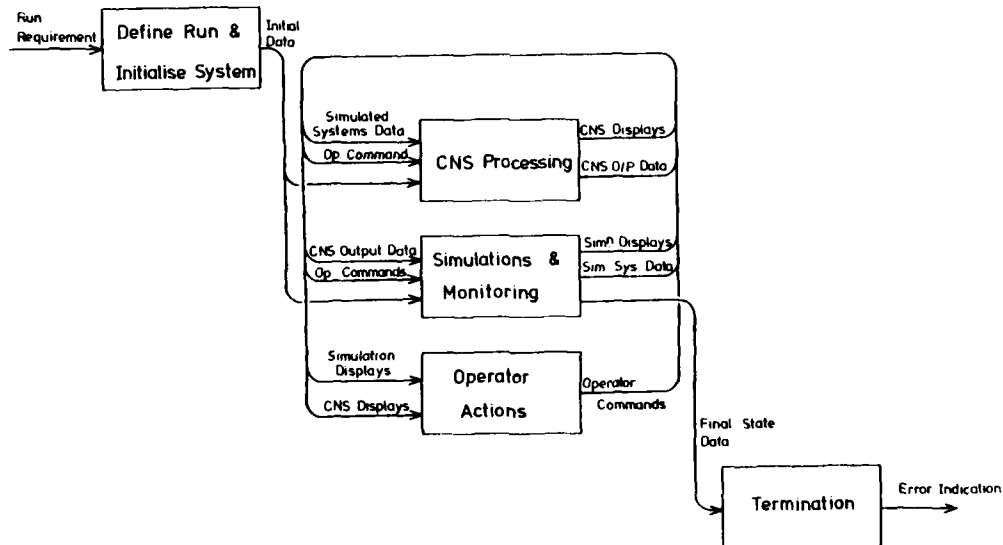 Run
Requirement
Define Run &
Initialise System
Initial
Data
Simulated
Systems Data
Op Command
CNS Processing
CNS Displays
CNS O/P Data
CNS Output Data
Op Commands
Simulations &
Monitoring
Simⁿ Displays
Sim Sys Data
Simulation
Displays
CNS Displays
Operator
Actions
Operator
Commands
Final State
Data
Termination
Error Indication